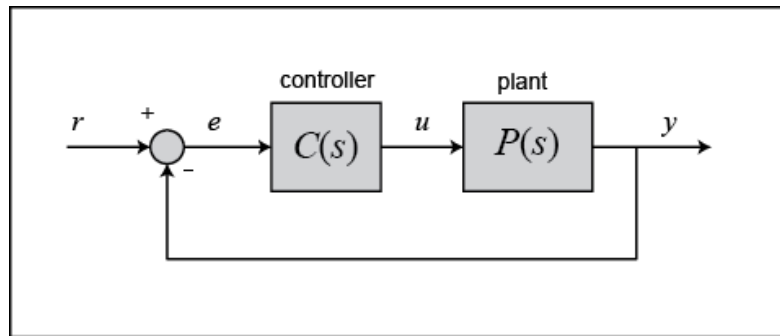 controller plant
r + e C(s) u P(s) y
-